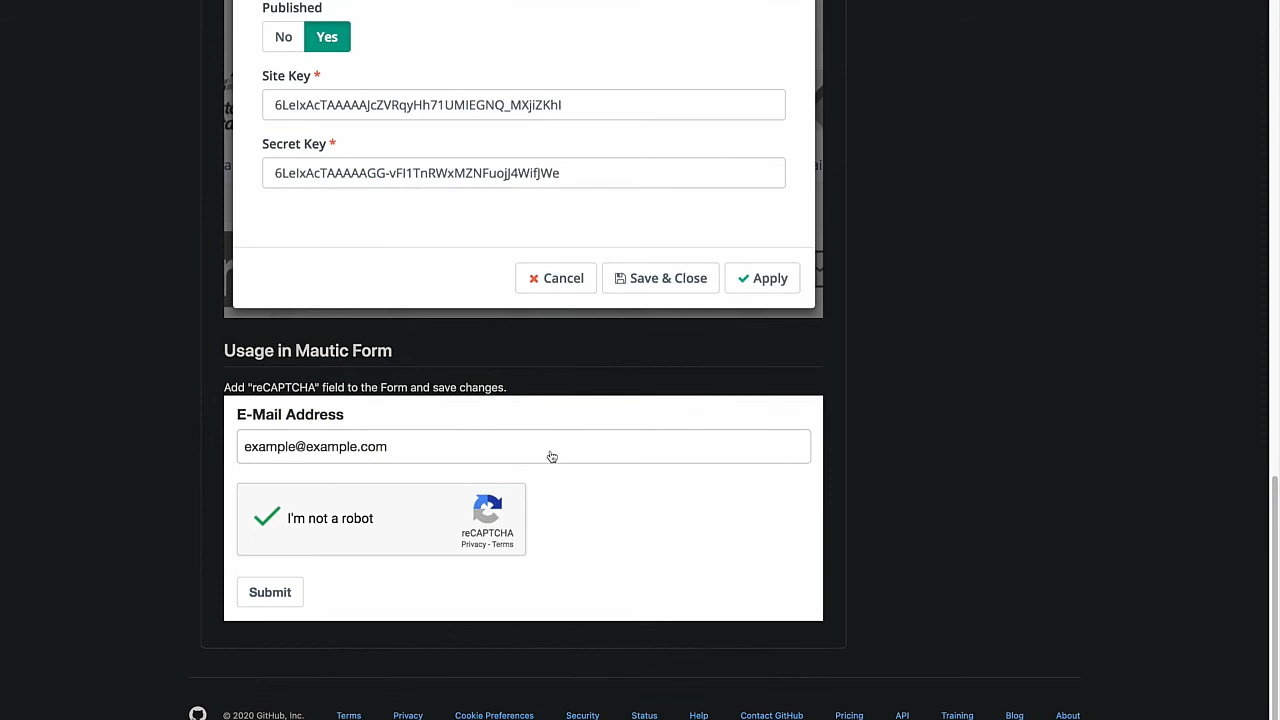 Published
No Yes
Site Key *
6LeIxAcTAAAAAJcZVRqyHh71UMIEGNQ_MXjiZKhI
Secret Key *
6LeIxAcTAAAAAGG-vFI1TnRWxMZNFuojJ4WifJWe
Cancel Save & Close Apply
Usage in Mautic Form
Add "reCAPTCHA" field to the Form and save changes.
E-Mail Address
example@example.com
I'm not a robot
reCAPTCHA
Privacy - Terms
Submit
© 2020 GitHub, Inc. Terms Privacy Cookie Preferences Security Status Help Contact GitHub Pricing API Training Blog About